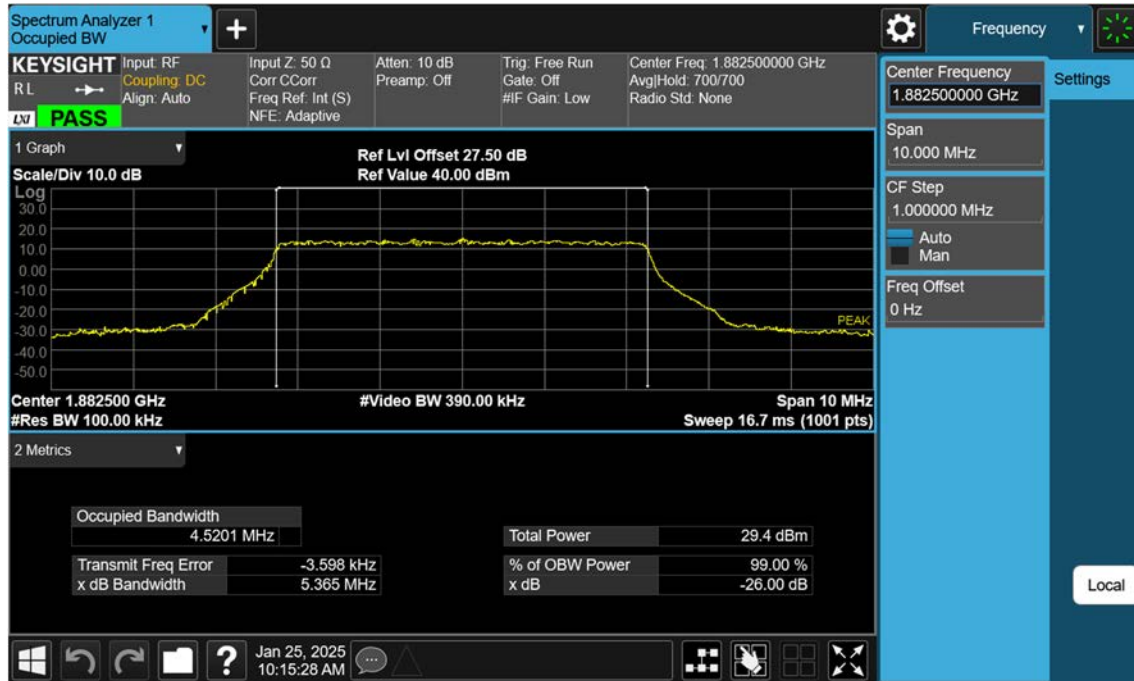 Spectrum Analyzer 1
Occupied BW
+
Frequency
KEYSIGHT
RL
LXI PASS
Input: RF
Coupling: DC
Align: Auto
Input Z: 50 Ω
Corr CCorr
Freq Ref: Int (S)
NFE: Adaptive
Atten: 10 dB
Preamp: Off
Trig: Free Run
Gate: Off
#IF Gain: Low
Center Freq: 1.882500000 GHz
Avg|Hold: 700/700
Radio Std: None
Center Frequency
1.882500000 GHz
Settings
Span
10.000 MHz
CF Step
1.000000 MHz
Auto
Man
Freq Offset
0 Hz
Local
1 Graph
Scale/Div 10.0 dB
Ref Lvl Offset 27.50 dB
Ref Value 40.00 dBm
Log
30.0
20.0
10.0
0.00
-10.0
-20.0
-30.0
-40.0
-50.0
PEAK
Center 1.882500 GHz
#Video BW 390.00 kHz
Span 10 MHz
#Res BW 100.00 kHz
Sweep 16.7 ms (1001 pts)
2 Metrics
Occupied Bandwidth
4.5201 MHz
Total Power 29.4 dBm
Transmit Freq Error -3.598 kHz
% of OBW Power 99.00 %
x dB Bandwidth 5.365 MHz
x dB -26.00 dB
?
Jan 25, 2025
10:15:28 AM